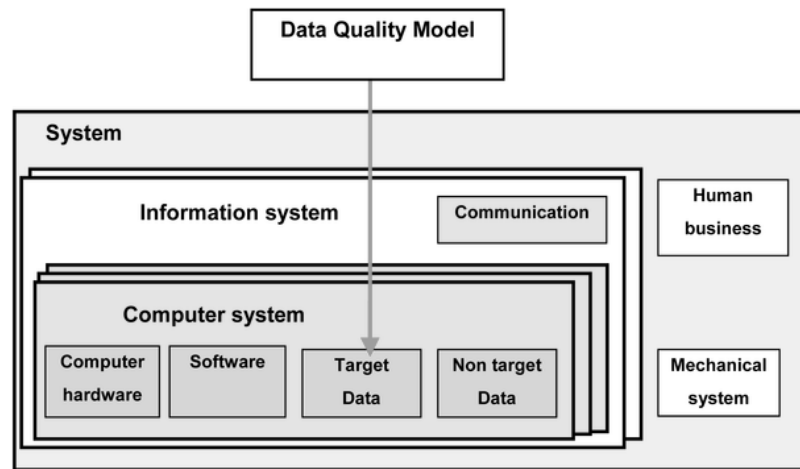 Data Quality Model
System
Information system
Communication
Human
business
Computer system
Computer
hardware
Software
Target
Data
Non target
Data
Mechanical
system